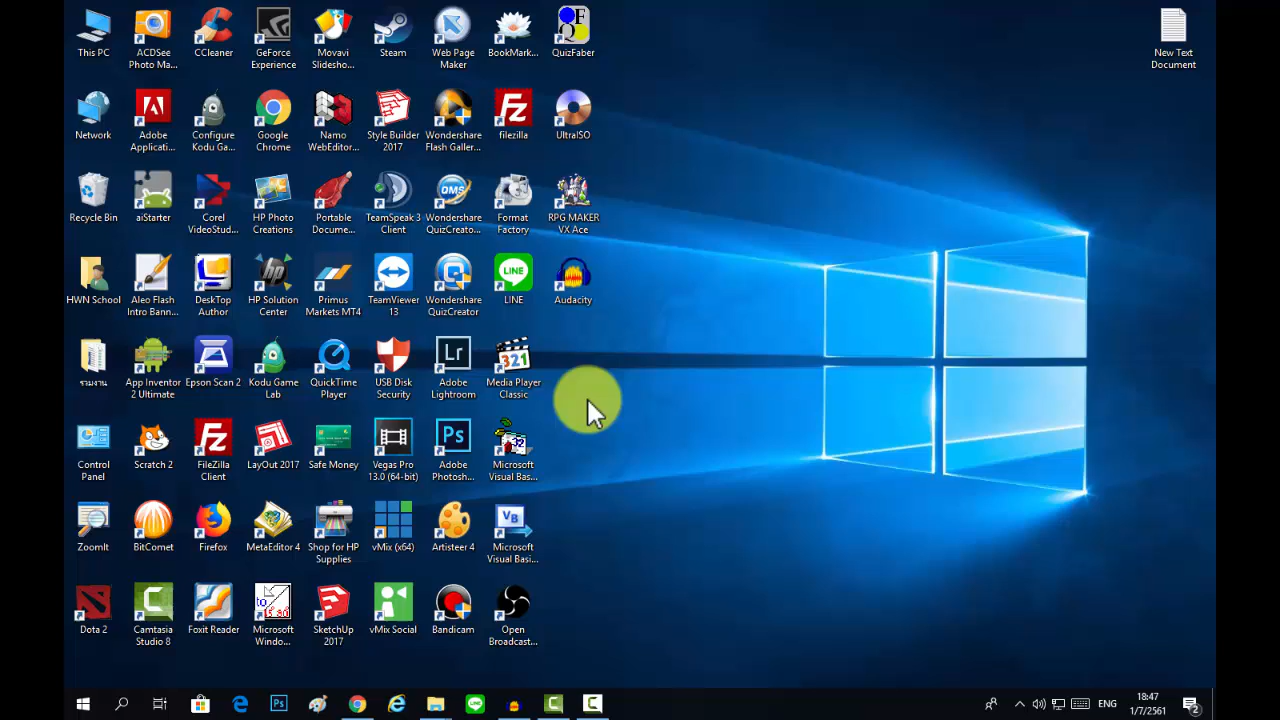 This PC
ACDSee
Photo Ma...
CCleaner
GeForce
Experience
Movavi
Slidesho...
Steam
Web Page
Maker
BookMark...
QuizFaber
New Text
Document
Network
Adobe
Applicati...
Configure
Kodu Ga...
Google
Chrome
Namo
WebEditor...
Style Builder
2017
Wondershare
Flash Galler...
filezilla
UltraISO
Recycle Bin
aiStarter
Corel
VideoStud...
HP Photo
Creations
Portable
Docume...
TeamSpeak 3
Client
Wondershare
QuizCreato...
Format
Factory
RPG MAKER
VX Ace
HWN School
Aleo Flash
Intro Bann...
DeskTop
Author
HP Solution
Center
Primus
Markets MT4
TeamViewer
13
Wondershare
QuizCreator
LINE
Audacity
รวมงาน
App Inventor
2 Ultimate
Epson Scan 2
Kodu Game
Lab
QuickTime
Player
USB Disk
Security
Adobe
Lightroom
Media Player
Classic
Control
Panel
Scratch 2
FileZilla
Client
LayOut 2017
Safe Money
Vegas Pro
13.0 (64-bit)
Adobe
Photosh...
Microsoft
Visual Bas...
ZoomIt
BitComet
Firefox
MetaEditor 4
Shop for HP
Supplies
vMix (x64)
Artisteer 4
Microsoft
Visual Basi...
Dota 2
Camtasia
Studio 8
Foxit Reader
Microsoft
Windo...
SketchUp
2017
vMix Social
Bandicam
Open
Broadcast...
ENG
18:47
1/7/2561